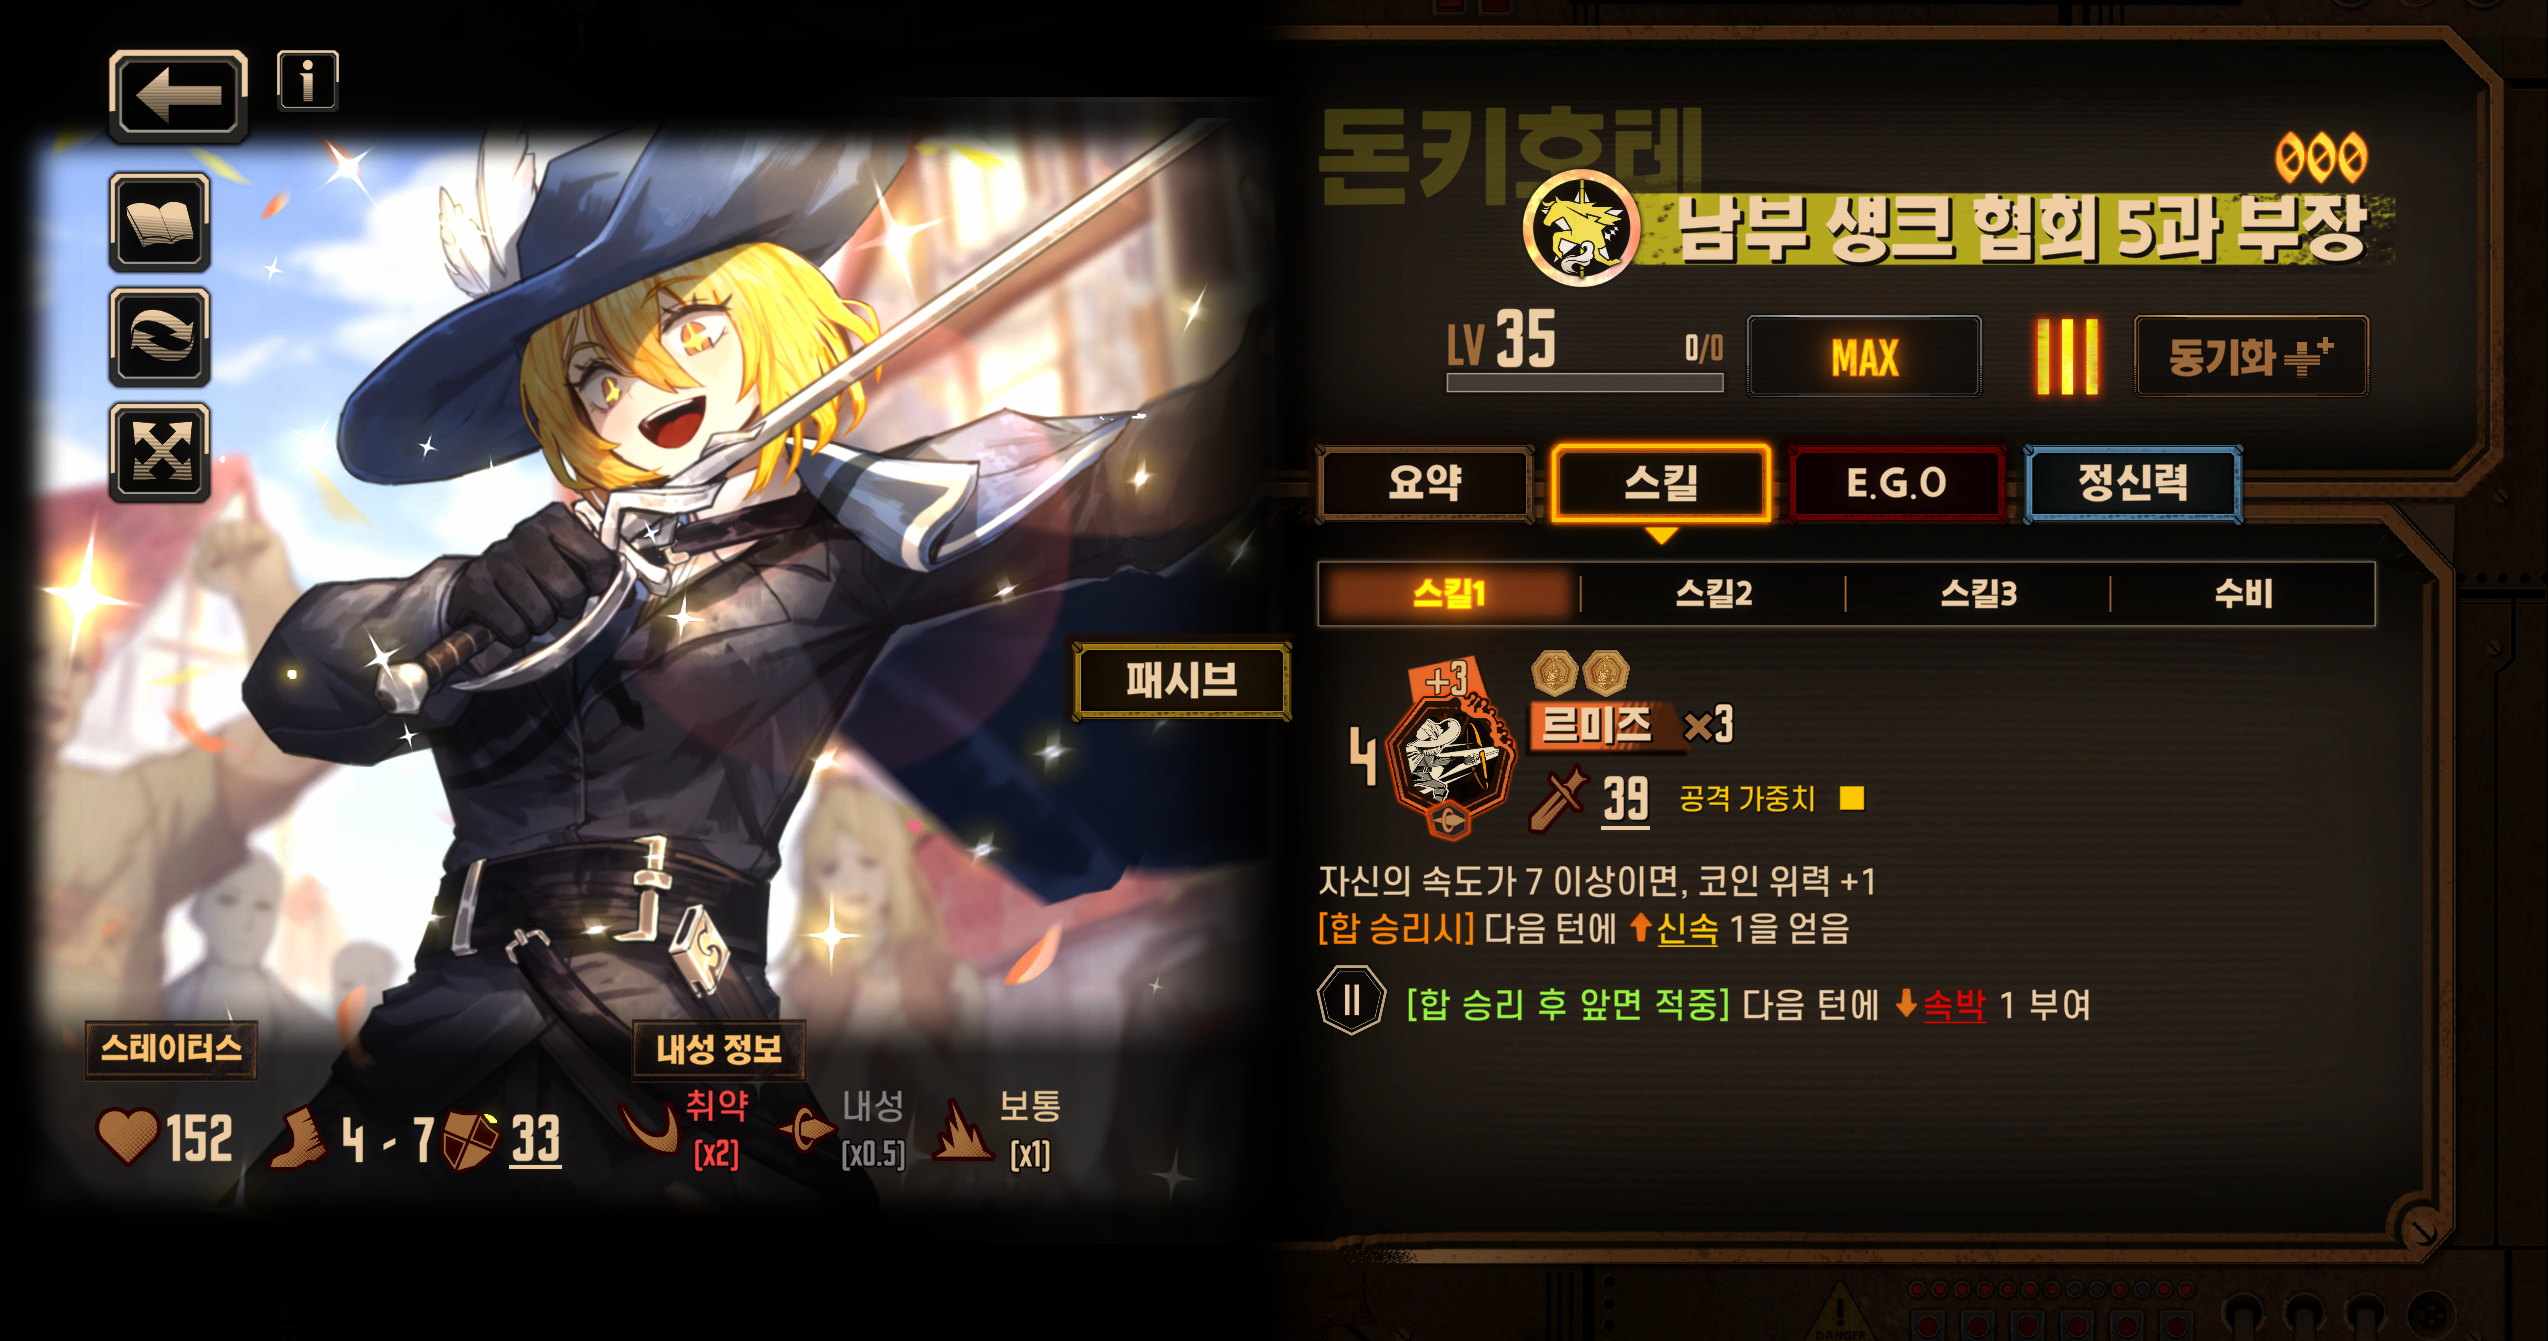 돈키호테
000
남부 섕크 협회 5과 부장
LV 35
0/0
MAX
동기화
요약
스킬
E.G.O
정신력
스킬1
스킬2
스킬3
수비
패시브
+3
4
르미즈 ×3
39 공격 가중치
자신의 속도가 7 이상이면, 코인 위력 +1
[합 승리시] 다음 턴에 신속 1을 얻음
II [합 승리 후 앞면 적중] 다음 턴에 속박 1 부여
스테이터스
152
4 - 7
33
내성 정보
취약
[x2]
내성
[x0.5]
보통
[x1]
DANGER